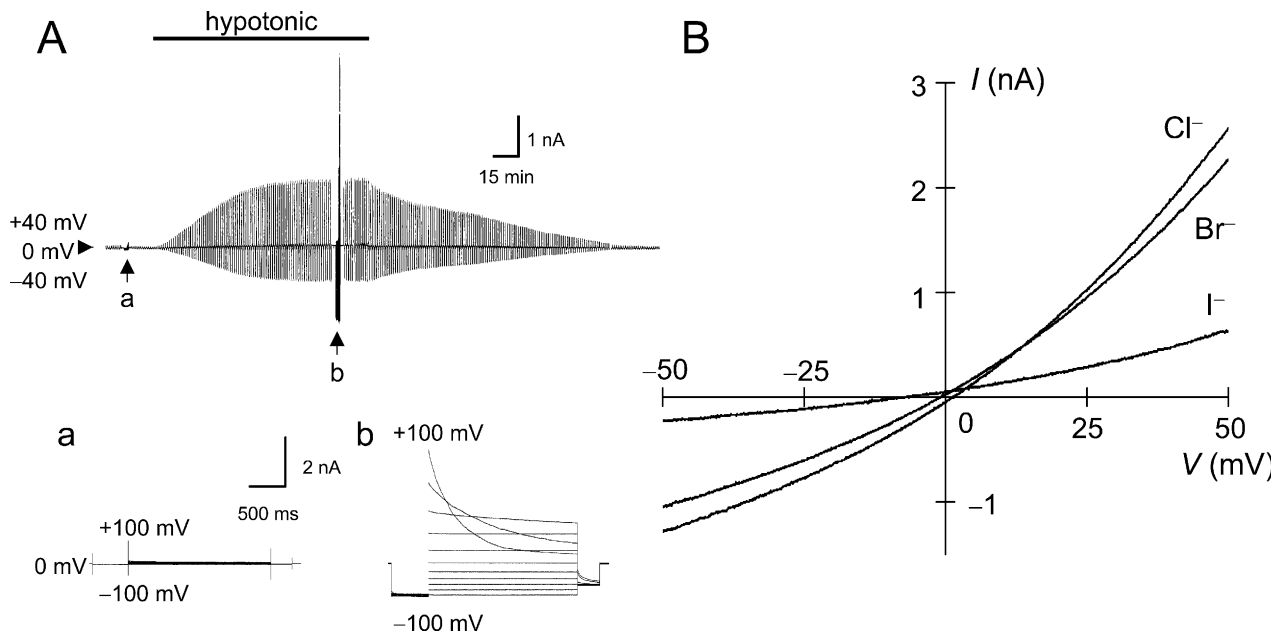 A
hypotonic
1 nA
15 min
+40 mV
0 mV
−40 mV
a
b
a
2 nA
500 ms
+100 mV
0 mV
−100 mV
b
+100 mV
−100 mV
B
3
I (nA)
Cl−
2
Br−
1
I−
−50
−25
0
25
50
V (mV)
−1